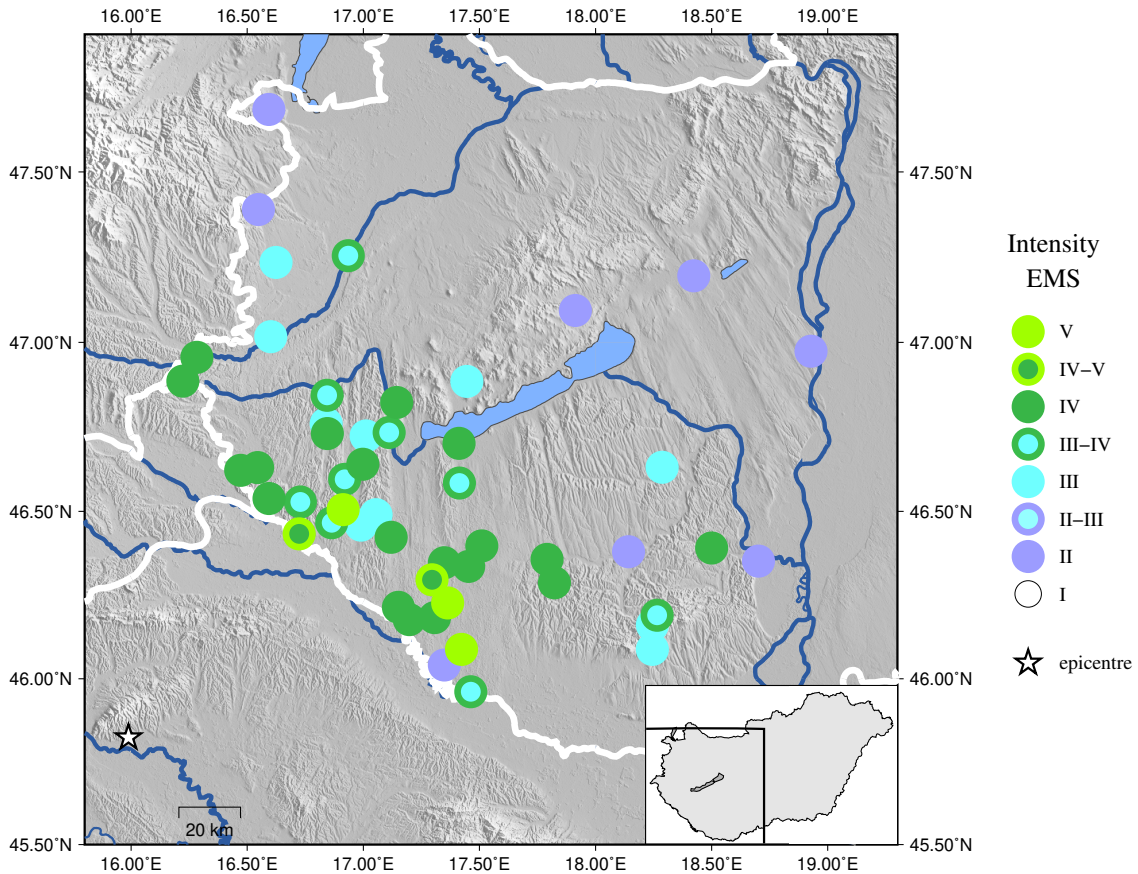 16.00°E 16.50°E 17.00°E 17.50°E 18.00°E 18.50°E 19.00°E
47.50°N 47.50°N
47.00°N 47.00°N
46.50°N 46.50°N
46.00°N 46.00°N
45.50°N 45.50°N
16.00°E 16.50°E 17.00°E 17.50°E 18.00°E 18.50°E 19.00°E
20 km
Intensity
EMS
V
IV–V
IV
III–IV
III
II–III
II
I
epicentre